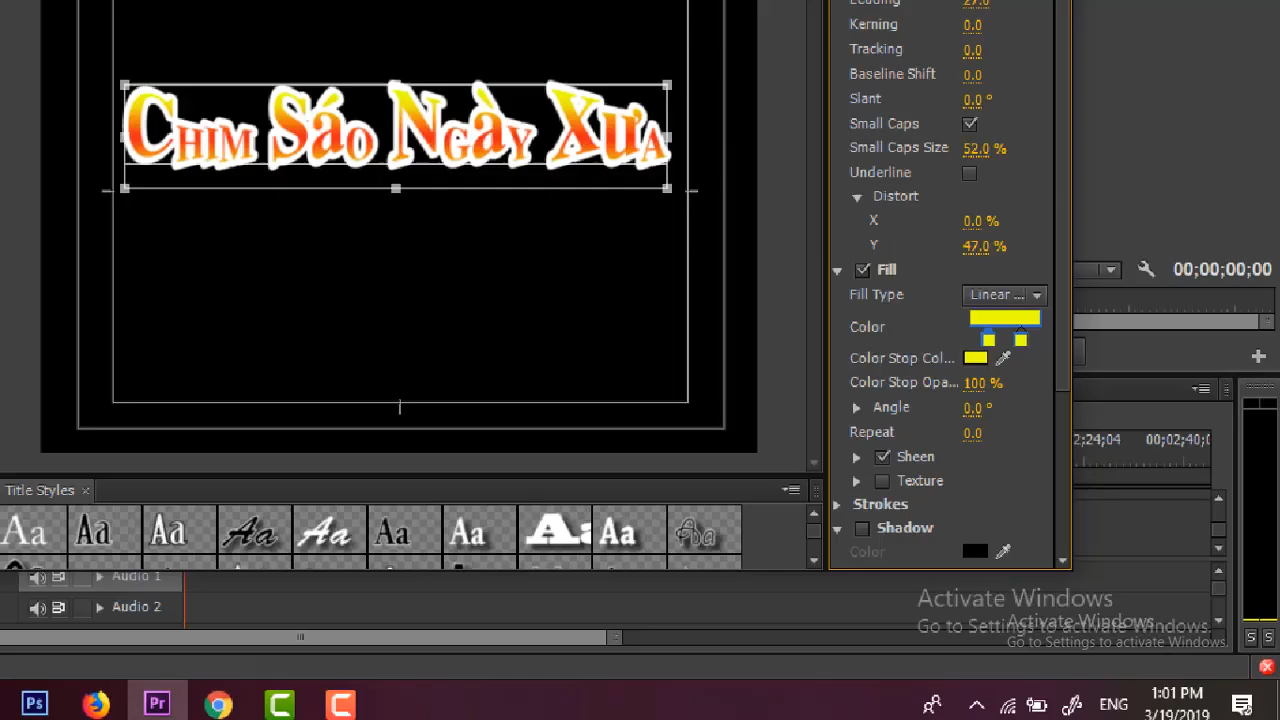 Leading 27.0
Kerning 0.0
Tracking 0.0
Baseline Shift 0.0
Slant 0.0 °
Small Caps
Small Caps Size 52.0 %
Underline
Distort
X 0.0 %
Y 47.0 %
Fill
Fill Type Linear ...
Color
Color Stop Col...
Color Stop Opa... 100 %
Angle 0.0 °
Repeat 0.0
Sheen
Texture
Strokes
Shadow
Color
Chim Sáo Ngày Xưa
00;00;00;00
2;24;04 00;02;40;0
Title Styles
Aa Aa Aa Aa Aa Aa Aa Aa Aa Aa
Audio 1
Audio 2
Activate Windows
Go to Settings to activate Windows.
Activate Windows
Go to Settings to activate Windows.
S S
Ps Pr C C
ENG
1:01 PM
3/19/2019